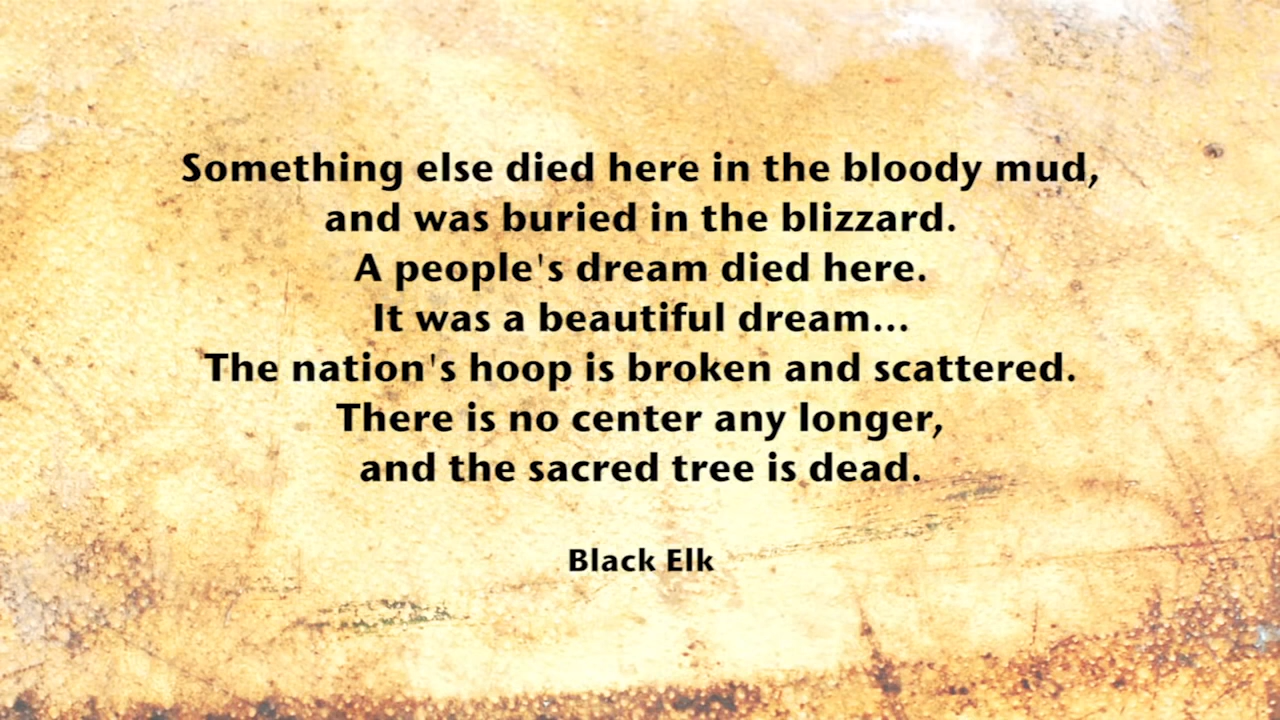 Something else died here in the bloody mud,
and was buried in the blizzard.
A people's dream died here.
It was a beautiful dream...
The nation's hoop is broken and scattered.
There is no center any longer,
and the sacred tree is dead.
Black Elk